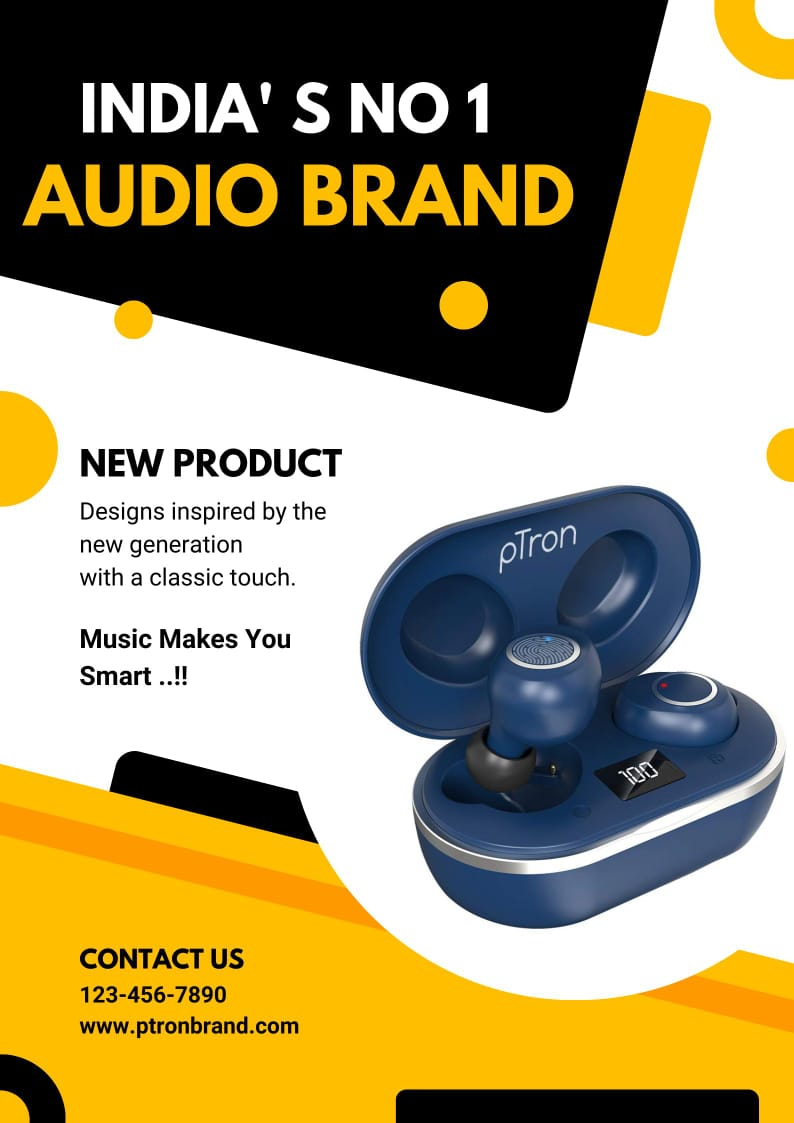 INDIA' S NO 1
AUDIO BRAND
NEW PRODUCT
Designs inspired by the
new generation
with a classic touch.
pTron
Music Makes You
Smart ..!!
100
CONTACT US
123-456-7890
www.ptronbrand.com